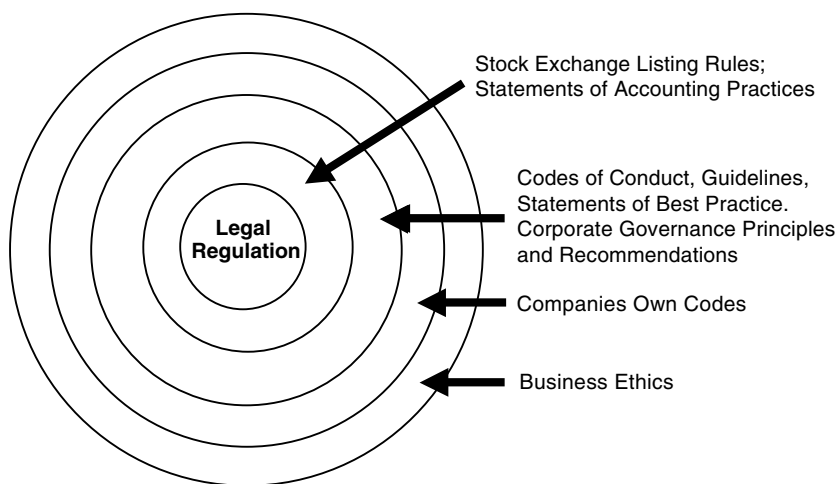 Stock Exchange Listing Rules;
Statements of Accounting Practices
Codes of Conduct, Guidelines,
Statements of Best Practice.
Corporate Governance Principles
and Recommendations
Legal
Regulation
Companies Own Codes
Business Ethics